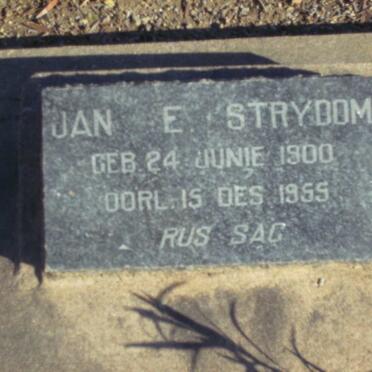 JAN E. STRYDOM
GEB. 24 JUNIE 1900
OORL. 15 DES. 1955
RUS SAG